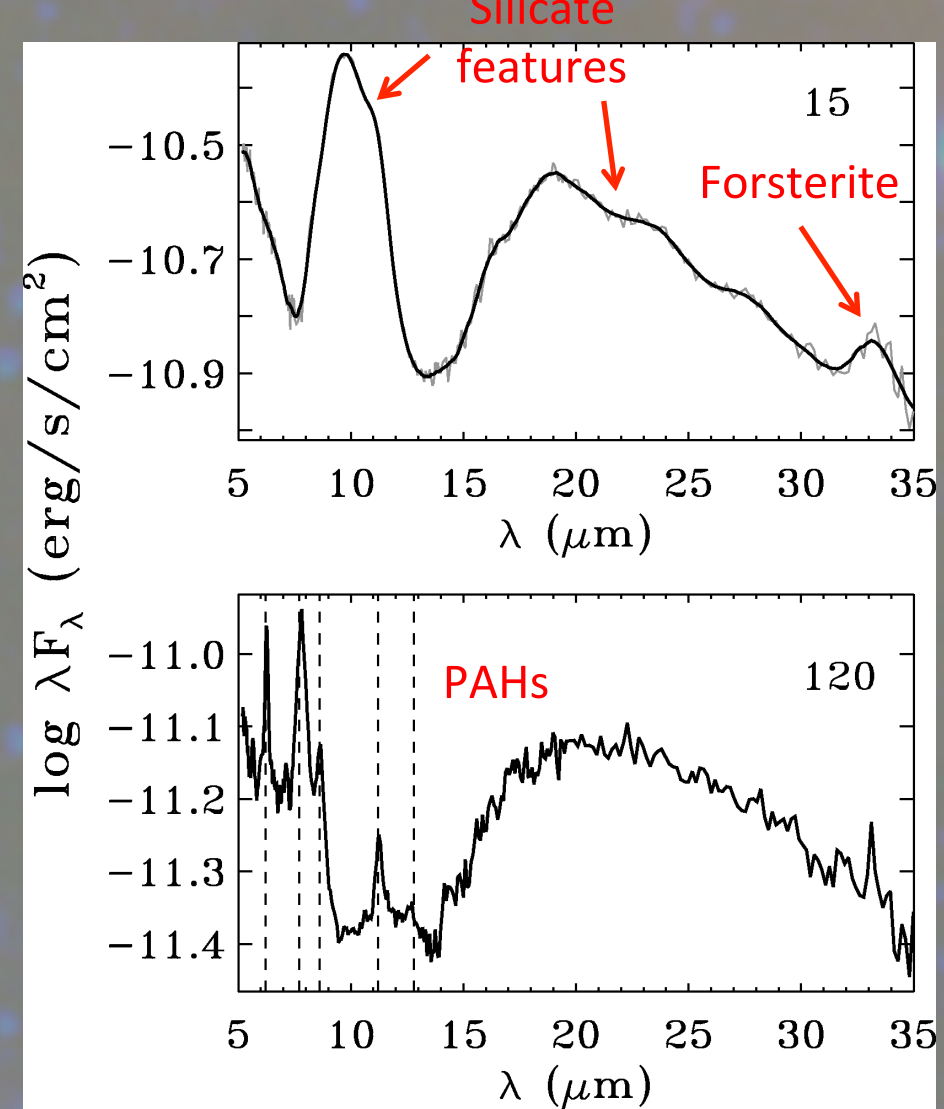 Silicate
features
15
Forsterite
−10.5
−10.7
−10.9
5 10 15 20 25 30 35
λ (μm)
log λFλ (erg/s/cm²)
PAHs
120
−11.0
−11.1
−11.2
−11.3
−11.4
5 10 15 20 25 30 35
λ (μm)